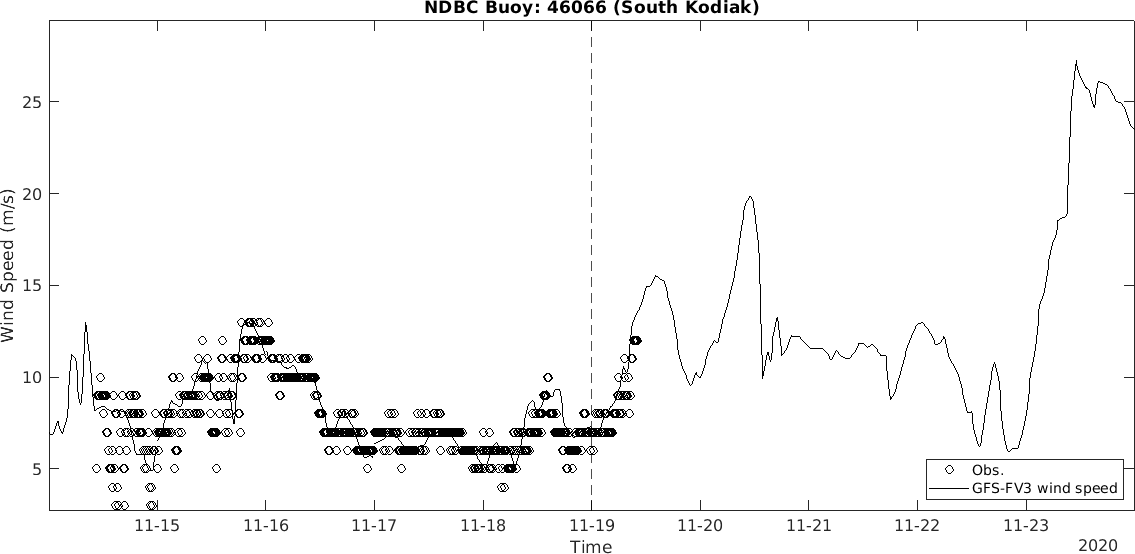 NDBC Buoy: 46066 (South Kodiak)
Wind Speed (m/s)
25
20
15
10
5
Obs.
GFS-FV3 wind speed
11-15 11-16 11-17 11-18 11-19 11-20 11-21 11-22 11-23
Time
2020